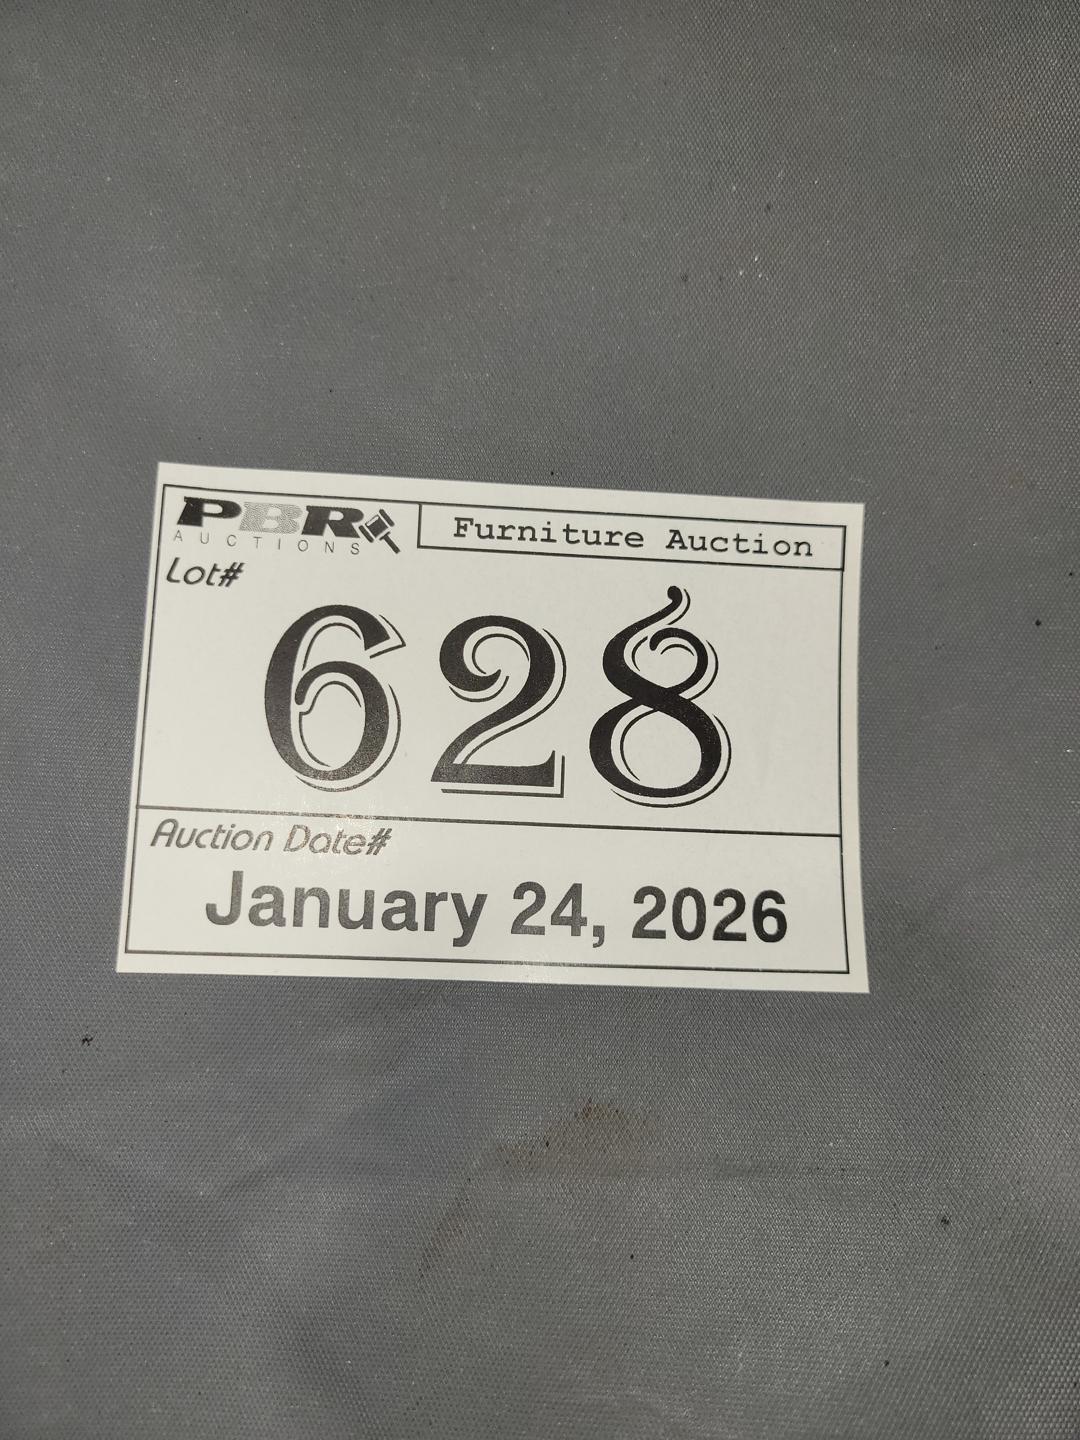 PBR
AUCTIONS
Furniture Auction
Lot#
628
Auction Date#
January 24, 2026